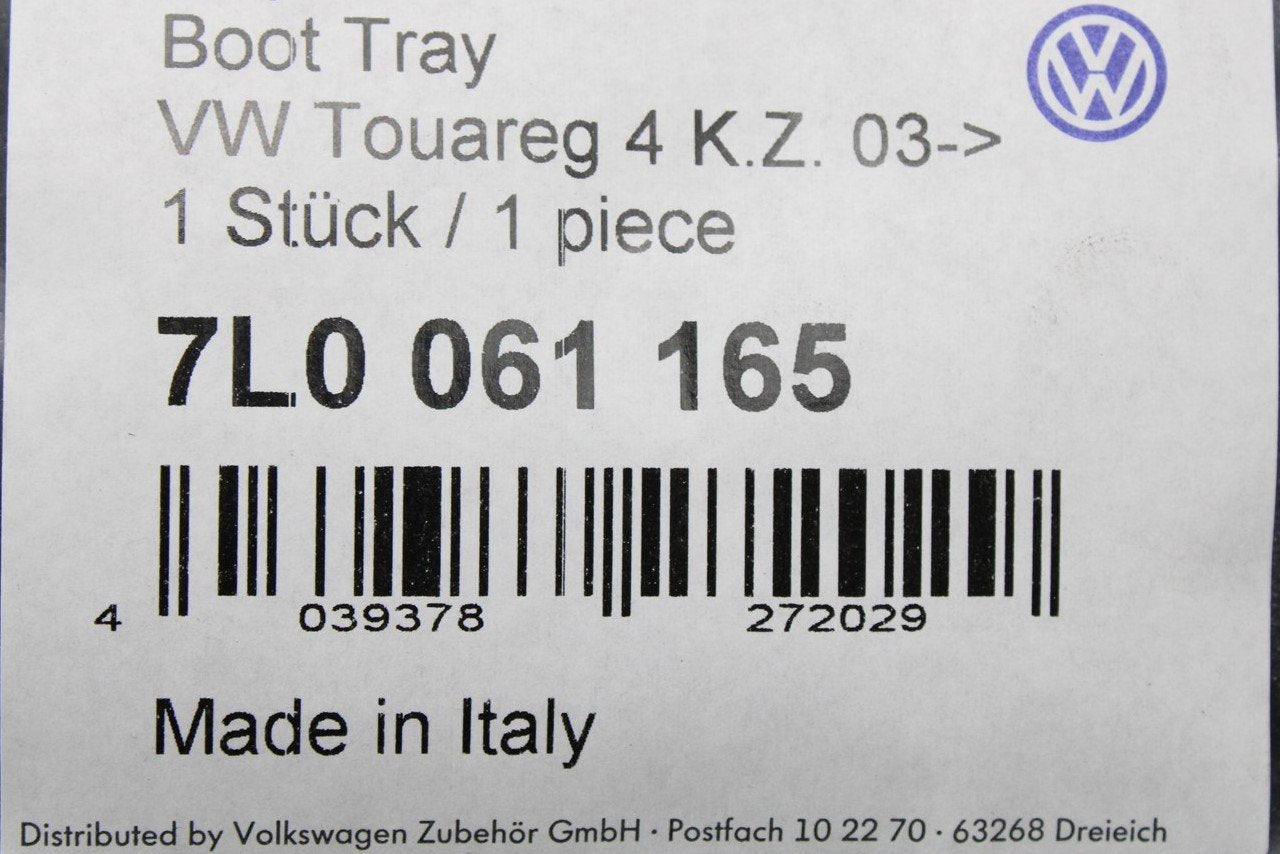 Boot Tray
VW Touareg 4 K.Z. 03->
1 Stück / 1 piece
7L0 061 165
4 039378 272029
Made in Italy
Distributed by Volkswagen Zubehör GmbH · Postfach 10 22 70 · 63268 Dreieich